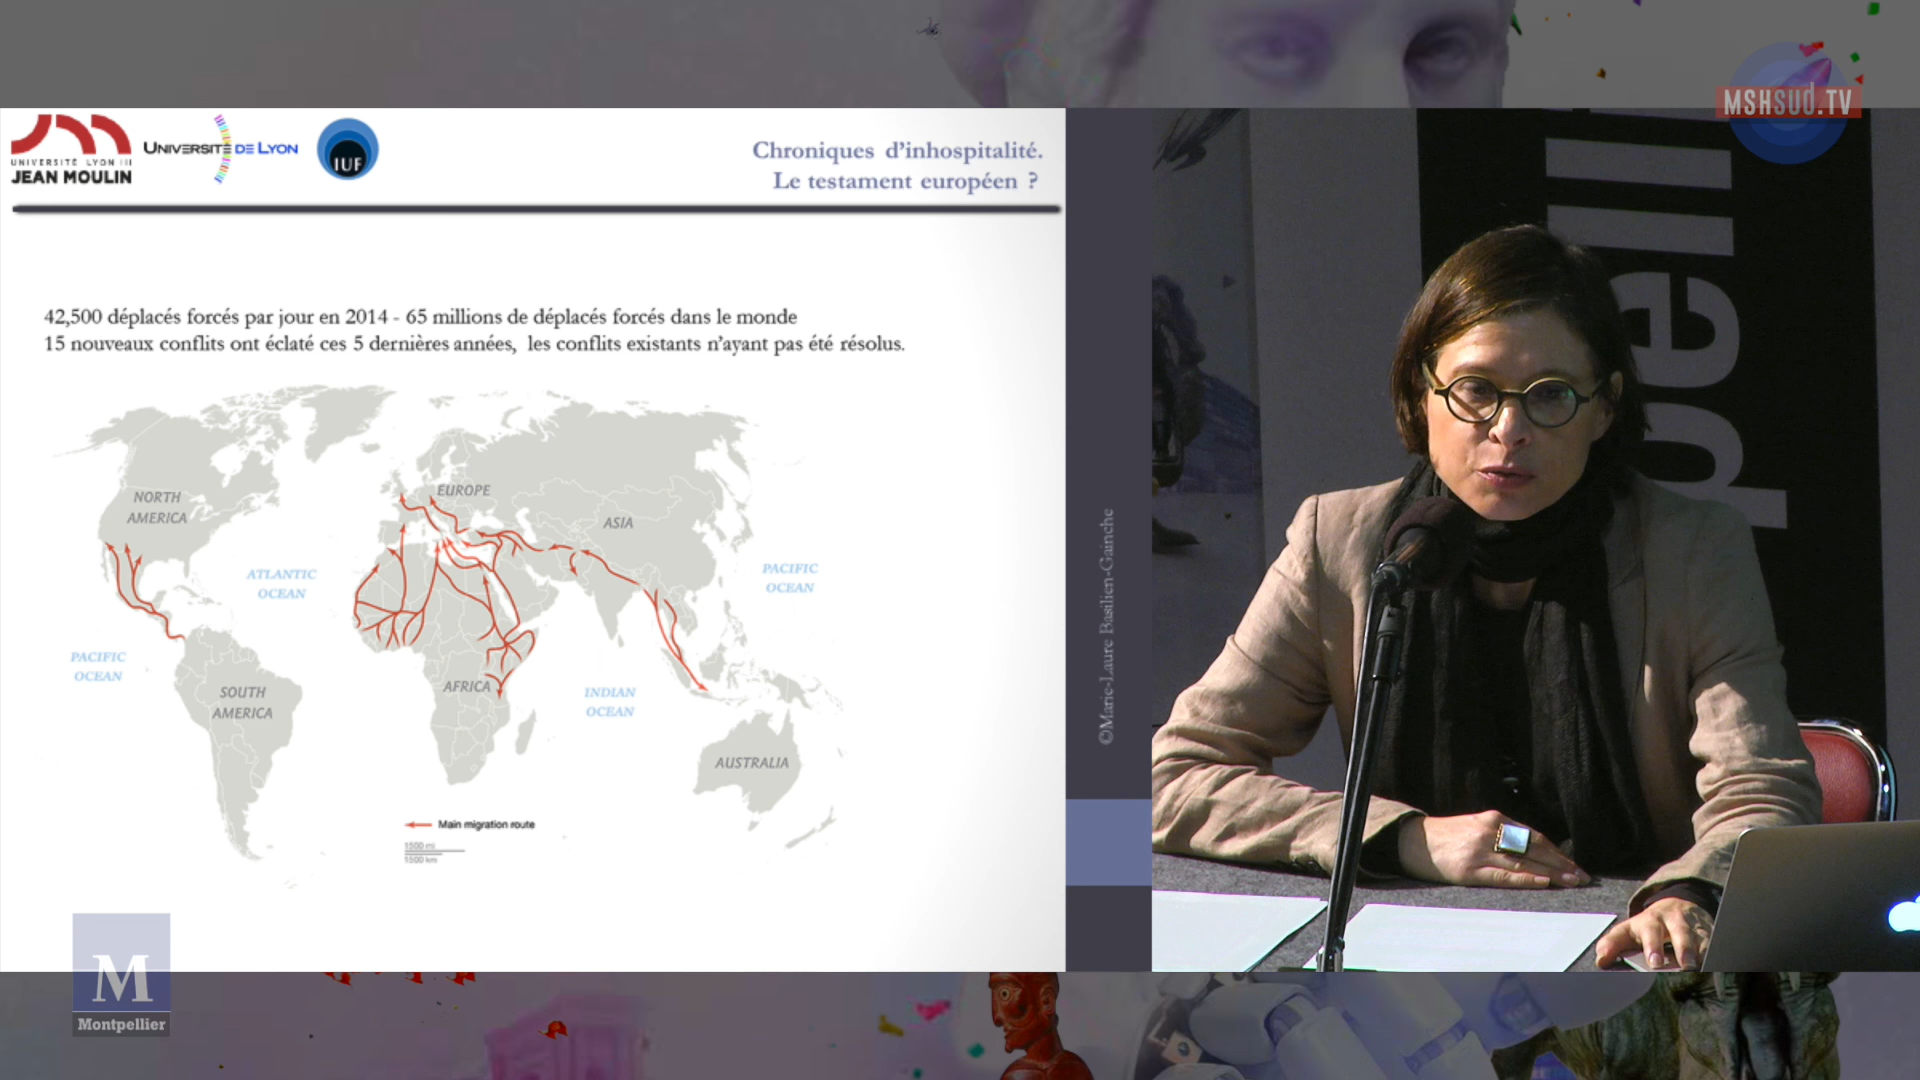 MSHSUD.TV
UNIVERSITÉ LYON III
JEAN MOULIN
UNIVERSITÉ DE LYON
IUF
Chroniques d'inhospitalité.
Le testament européen ?
42,500 déplacés forcés par jour en 2014 - 65 millions de déplacés forcés dans le monde
15 nouveaux conflits ont éclaté ces 5 dernières années, les conflits existants n'ayant pas été résolus.
NORTH
AMERICA
EUROPE
ASIA
ATLANTIC
OCEAN
PACIFIC
OCEAN
PACIFIC
OCEAN
SOUTH
AMERICA
AFRICA
INDIAN
OCEAN
AUSTRALIA
Main migration route
1500 mi
1500 km
©Marie-Laure Basilien-Gainche
M
Montpellier